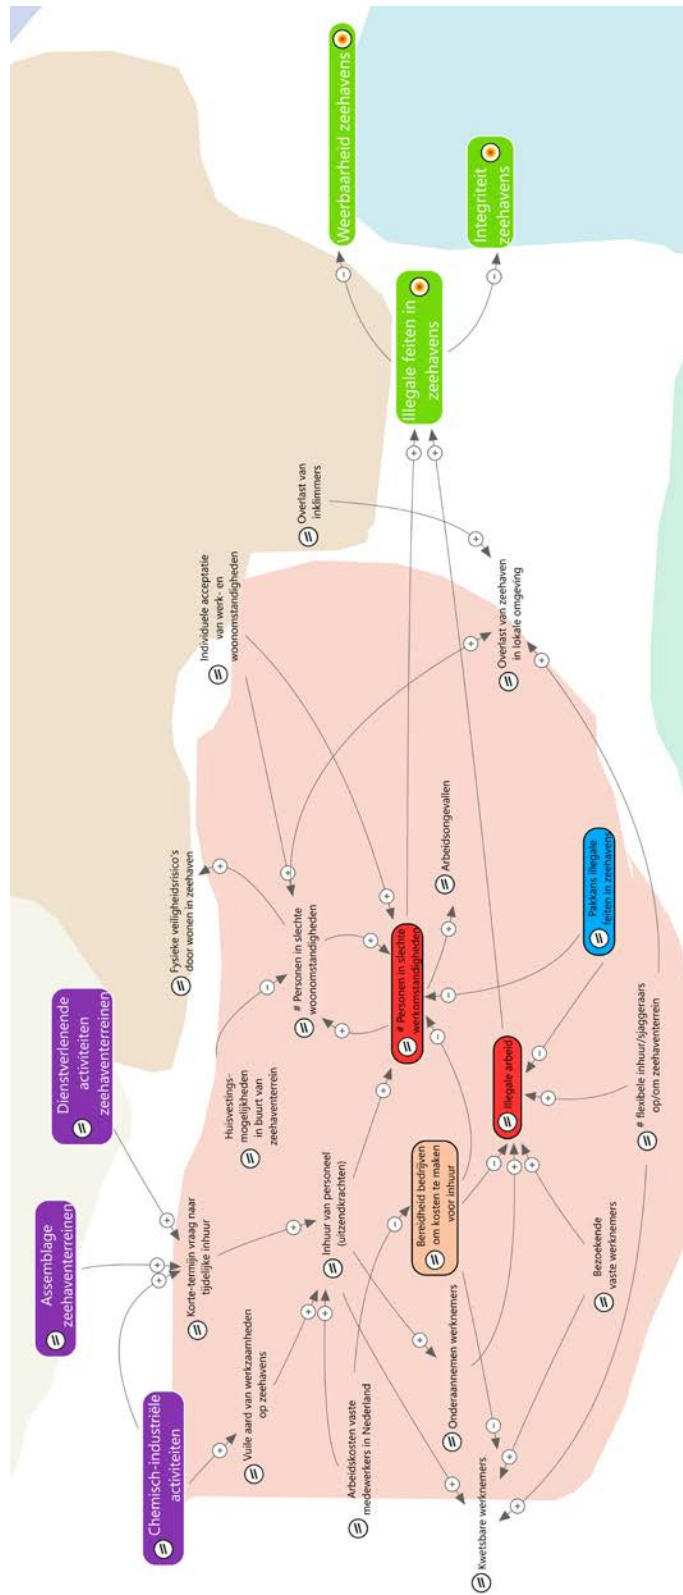 Weerbaarheid zeehavens
Integriteit
zeehavens
Illegale feiten in
zeehavens
Overlast van
inklimmers
Individuele acceptatie
van werk- en
woonomstandigheden
Overlast van zeehaven
in lokale omgeving
Fysieke veiligheidsrisico's
door wonen in zeehaven
# Personen in slechte
woonomstandigheden
Arbeidsongevallen
# Personen in slechte
werkomstandigheden
Pakkans illegale
feiten in zeehavens
Dienstverlenende
activiteiten
zeehaventerreinen
Huisvestings-
mogelijkheden
in buurt van
zeehaventerrein
Illegale arbeid
# flexibele inhuur/sjaggeraars
op/om zeehaventerrein
Assemblage
zeehaventerreinen
Korte-termijn vraag naar
tijdelijke inhuur
Inhuur van personeel
(uitzendkrachten)
Bereidheid bedrijven
om kosten te maken
voor inhuur
Bezoekende
vaste werknemers
Chemisch-industriële
activiteiten
Vuile aard van werkzaamheden
op zeehavens
Arbeidskosten vaste
medewerkers in Nederland
Onderaannemen werknemers
Kwetsbare werknemers